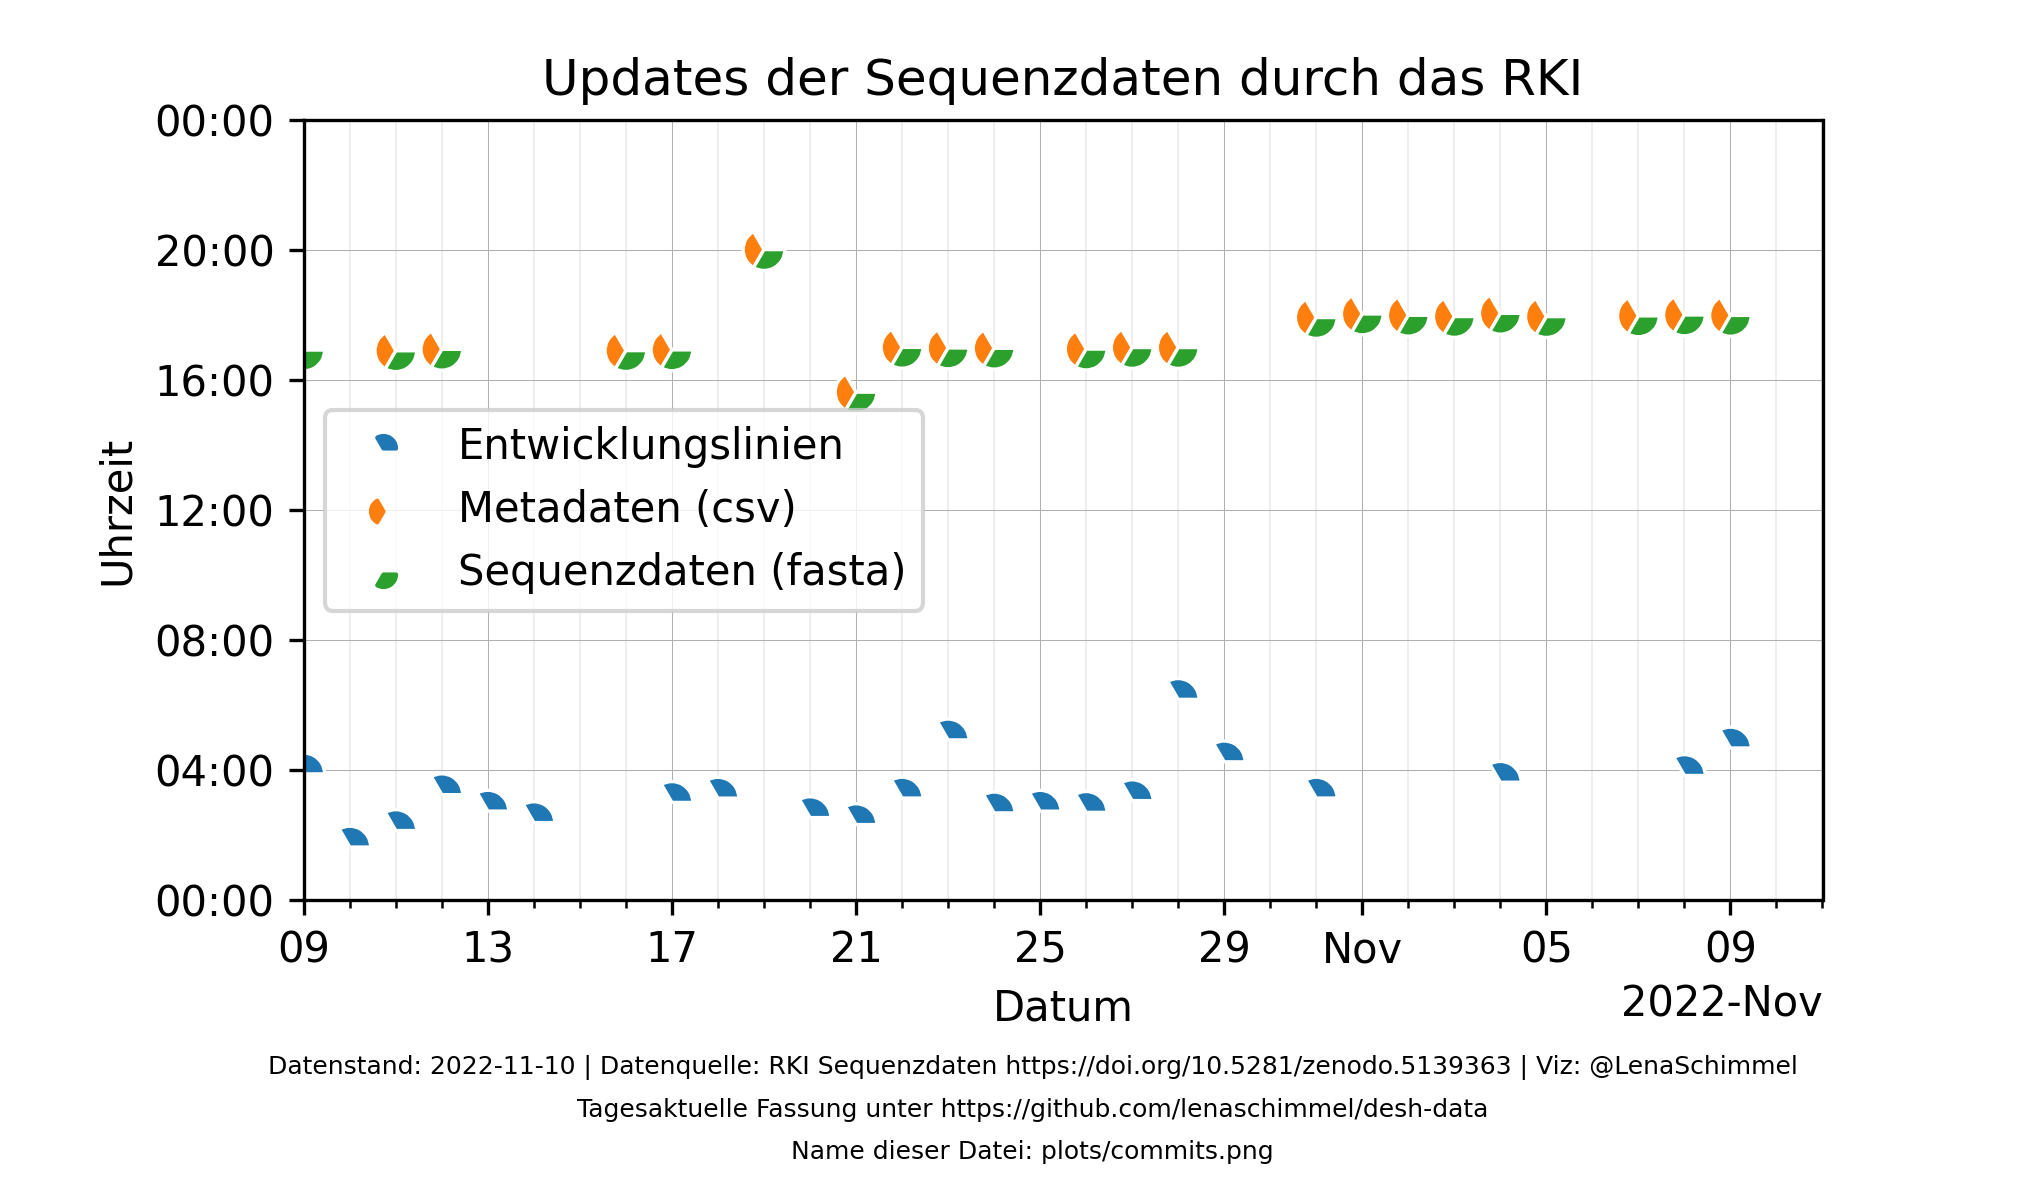 Updates der Sequenzdaten durch das RKI
00:00
20:00
16:00
12:00
08:00
04:00
00:00
Uhrzeit
Entwicklungslinien
Metadaten (csv)
Sequenzdaten (fasta)
09 13 17 21 25 29 Nov 05 09
2022-Nov
Datum
Datenstand: 2022-11-10 | Datenquelle: RKI Sequenzdaten https://doi.org/10.5281/zenodo.5139363 | Viz: @LenaSchimmel
Tagesaktuelle Fassung unter https://github.com/lenaschimmel/desh-data
Name dieser Datei: plots/commits.png